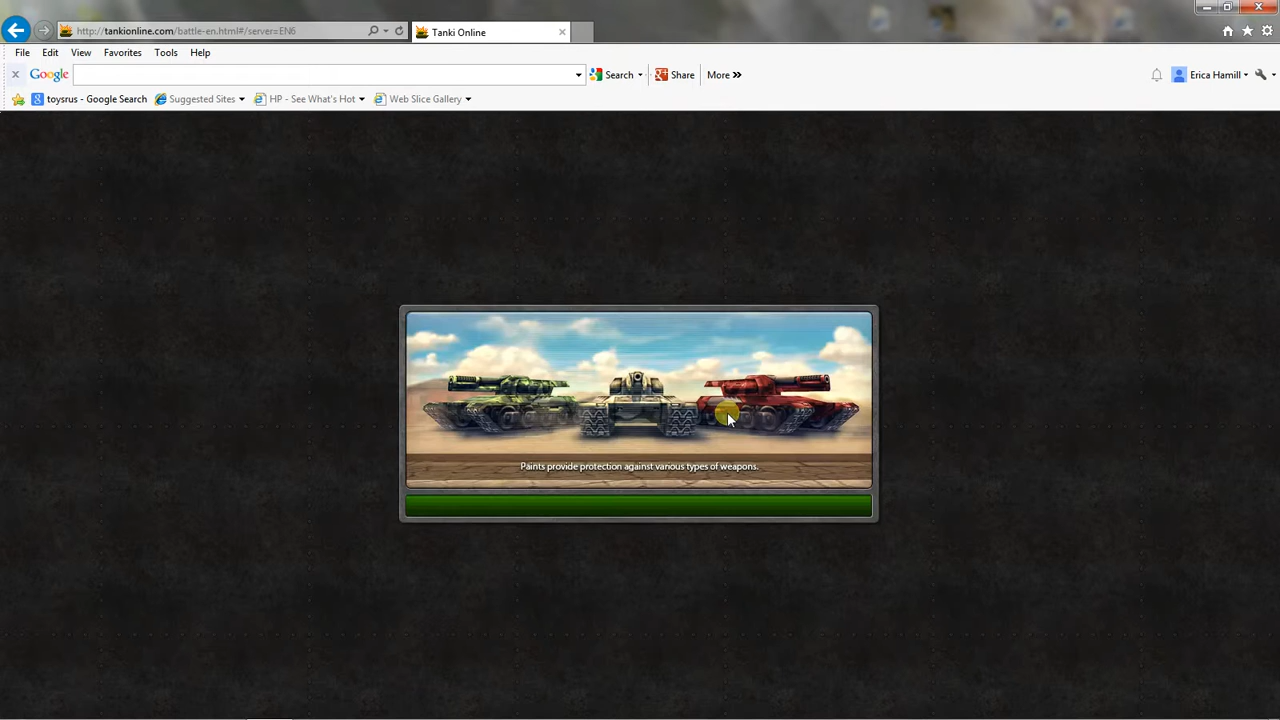 http://tankionline.com/battle-en.html#/server=EN6
Tanki Online
File Edit View Favorites Tools Help
x Google Search Share More »
Erica Hamill
toysrus - Google Search Suggested Sites HP - See What's Hot Web Slice Gallery
Paints provide protection against various types of weapons.